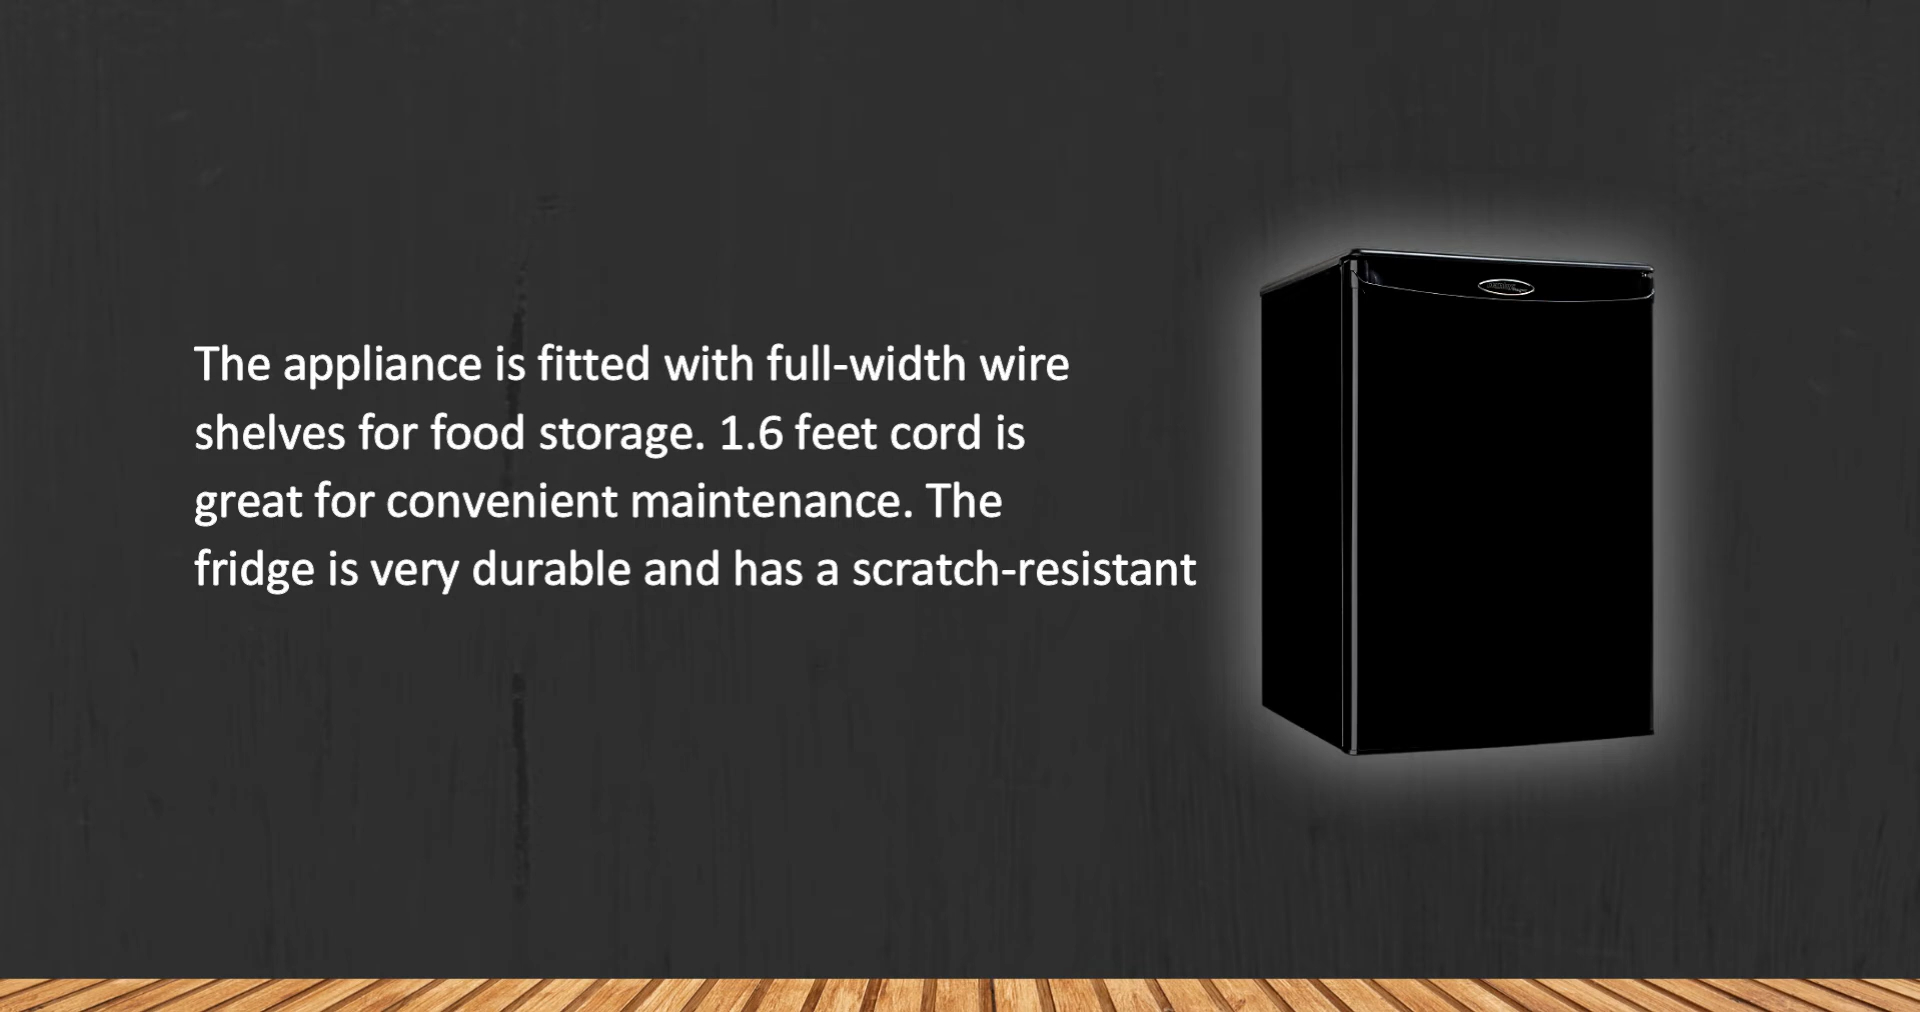 The appliance is fitted with full-width wire
shelves for food storage. 1.6 feet cord is
great for convenient maintenance. The
fridge is very durable and has a scratch-resistant